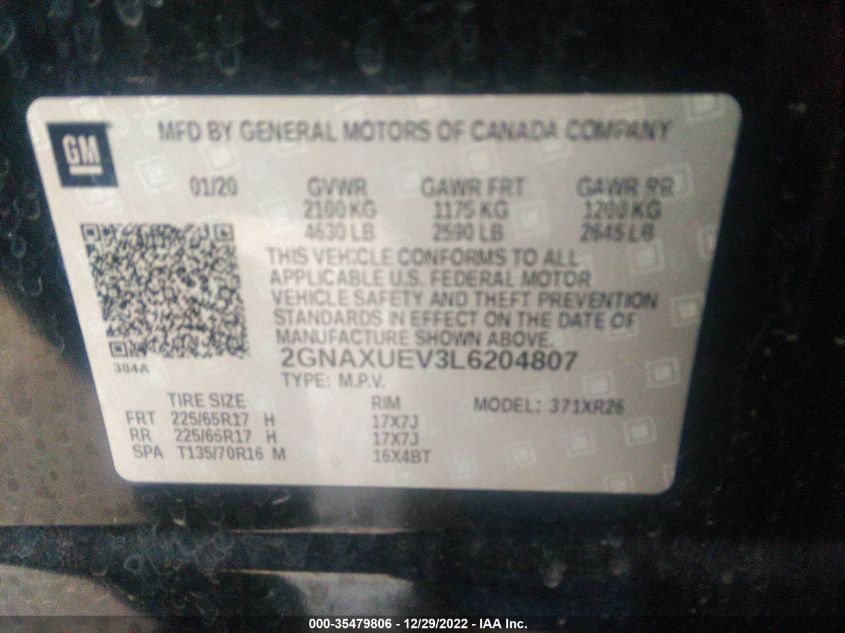 GM
MFD BY GENERAL MOTORS OF CANADA COMPANY
01/20 GVWR GAWR FRT GAWR RR
2100 KG 1175 KG 1200 KG
4630 LB 2590 LB 2645 LB
THIS VEHICLE CONFORMS TO ALL
APPLICABLE U.S. FEDERAL MOTOR
VEHICLE SAFETY AND THEFT PREVENTION
STANDARDS IN EFFECT ON THE DATE OF
MANUFACTURE SHOWN ABOVE.
384A
2GNAXUEV3L6204807
TYPE: M.P.V.
TIRE SIZE RIM MODEL: 371XR26
FRT 225/65R17 H 17X7J
RR 225/65R17 H 17X7J
SPA T135/70R16 M 16X4BT
000-35479806 - 12/29/2022 - IAA Inc.